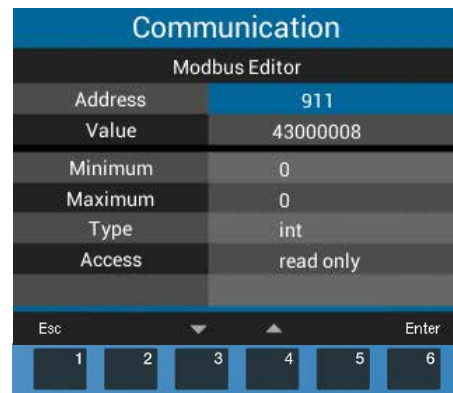 Communication
Modbus Editor
Address 911
Value 43000008
Minimum 0
Maximum 0
Type int
Access read only
Esc Enter
1 2 3 4 5 6